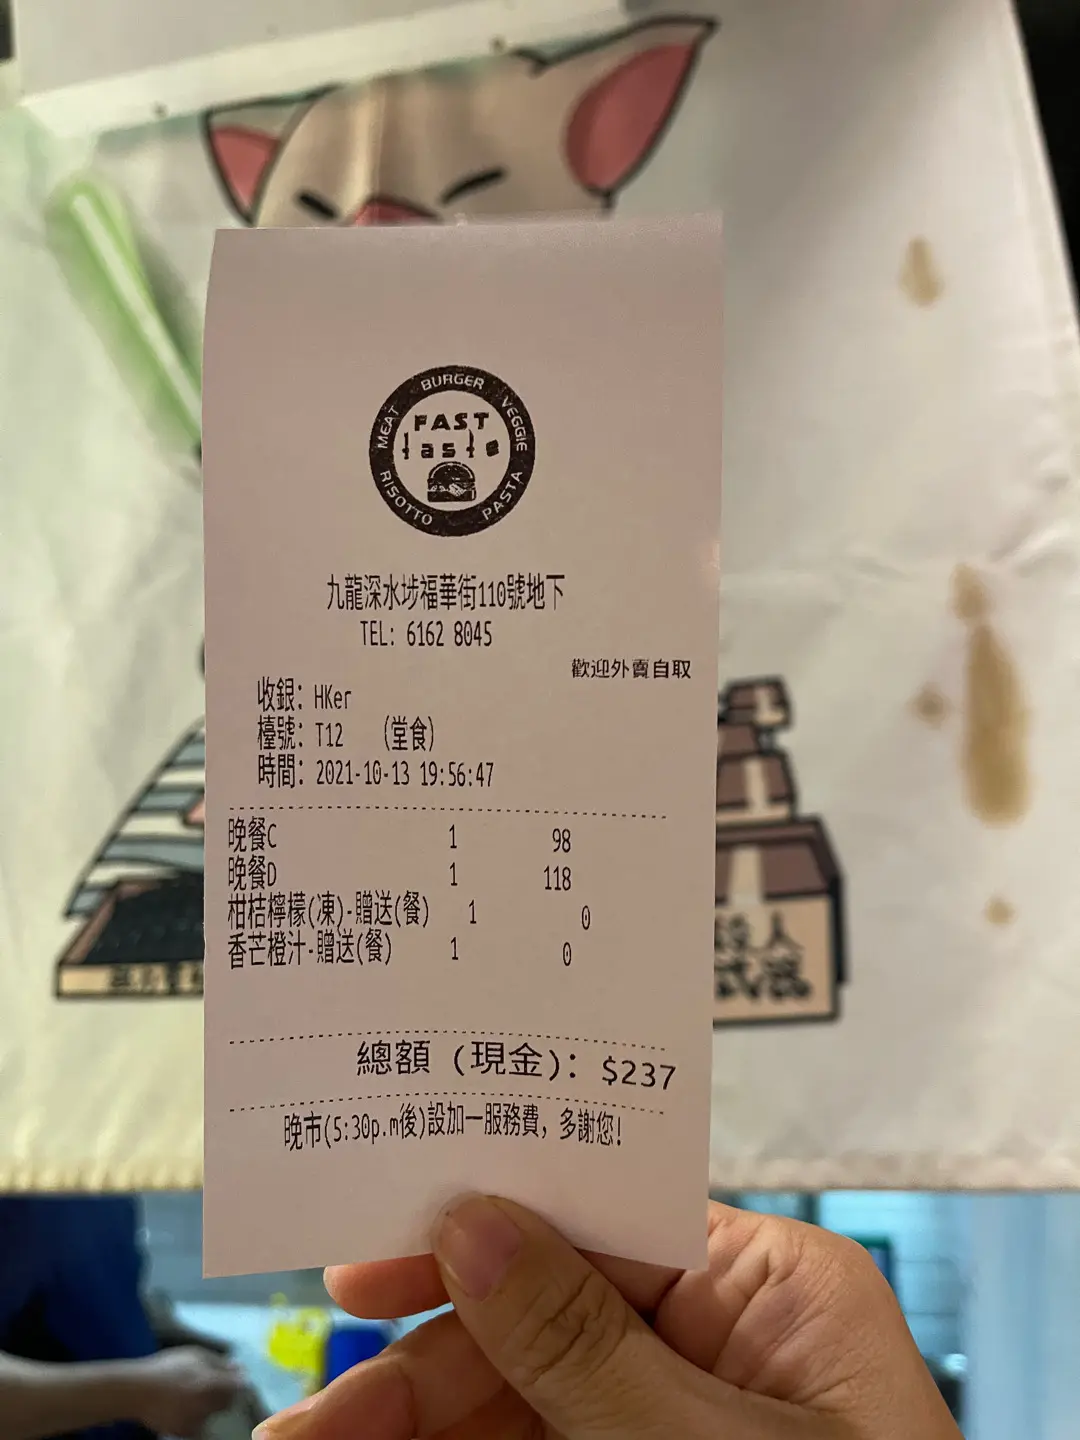 BURGER
MEAT
VEGGIE
FAST
taste
RISOTTO
PASTA
九龍深水埗福華街110號地下
TEL: 6162 8045
歡迎外賣自取
收銀: HKer
檯號: T12 (堂食)
時間: 2021-10-13 19:56:47
晚餐C 1 98
晚餐D 1 118
柑桔檸檬(凍)-贈送(餐) 1 0
香芒橙汁-贈送(餐) 1 0
總額 (現金): $237
晚市(5:30p.m後)設加一服務費, 多謝您!